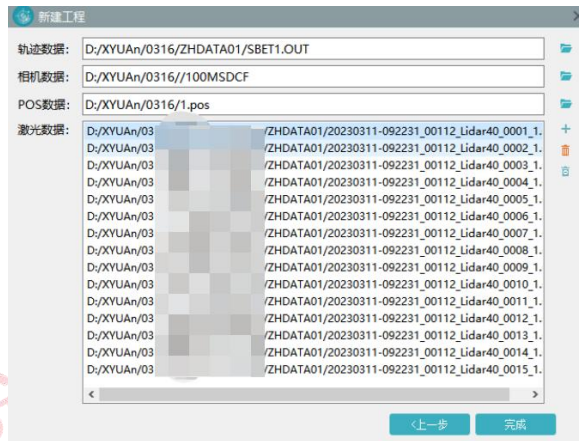 新建工程
轨迹数据: D:/XYUAn/0316/ZHDATA01/SBET1.OUT
相机数据: D:/XYUAn/0316//100MSDCF
POS数据: D:/XYUAn/0316/1.pos
激光数据: D:/XYUAn/03 /ZHDATA01/20230311-092231_00112_Lidar40_0001_1.
D:/XYUAn/03 /ZHDATA01/20230311-092231_00112_Lidar40_0002_1.
D:/XYUAn/03 /ZHDATA01/20230311-092231_00112_Lidar40_0003_1.
D:/XYUAn/03 /ZHDATA01/20230311-092231_00112_Lidar40_0004_1.
D:/XYUAn/03 /ZHDATA01/20230311-092231_00112_Lidar40_0005_1.
D:/XYUAn/03 /ZHDATA01/20230311-092231_00112_Lidar40_0006_1.
D:/XYUAn/03 /ZHDATA01/20230311-092231_00112_Lidar40_0007_1.
D:/XYUAn/03 /ZHDATA01/20230311-092231_00112_Lidar40_0008_1.
D:/XYUAn/03 /ZHDATA01/20230311-092231_00112_Lidar40_0009_1.
D:/XYUAn/03 /ZHDATA01/20230311-092231_00112_Lidar40_0010_1.
D:/XYUAn/03 /ZHDATA01/20230311-092231_00112_Lidar40_0011_1.
D:/XYUAn/03 /ZHDATA01/20230311-092231_00112_Lidar40_0012_1.
D:/XYUAn/03 /ZHDATA01/20230311-092231_00112_Lidar40_0013_1.
D:/XYUAn/03 /ZHDATA01/20230311-092231_00112_Lidar40_0014_1.
D:/XYUAn/03 /ZHDATA01/20230311-092231_00112_Lidar40_0015_1.
<上一步 完成